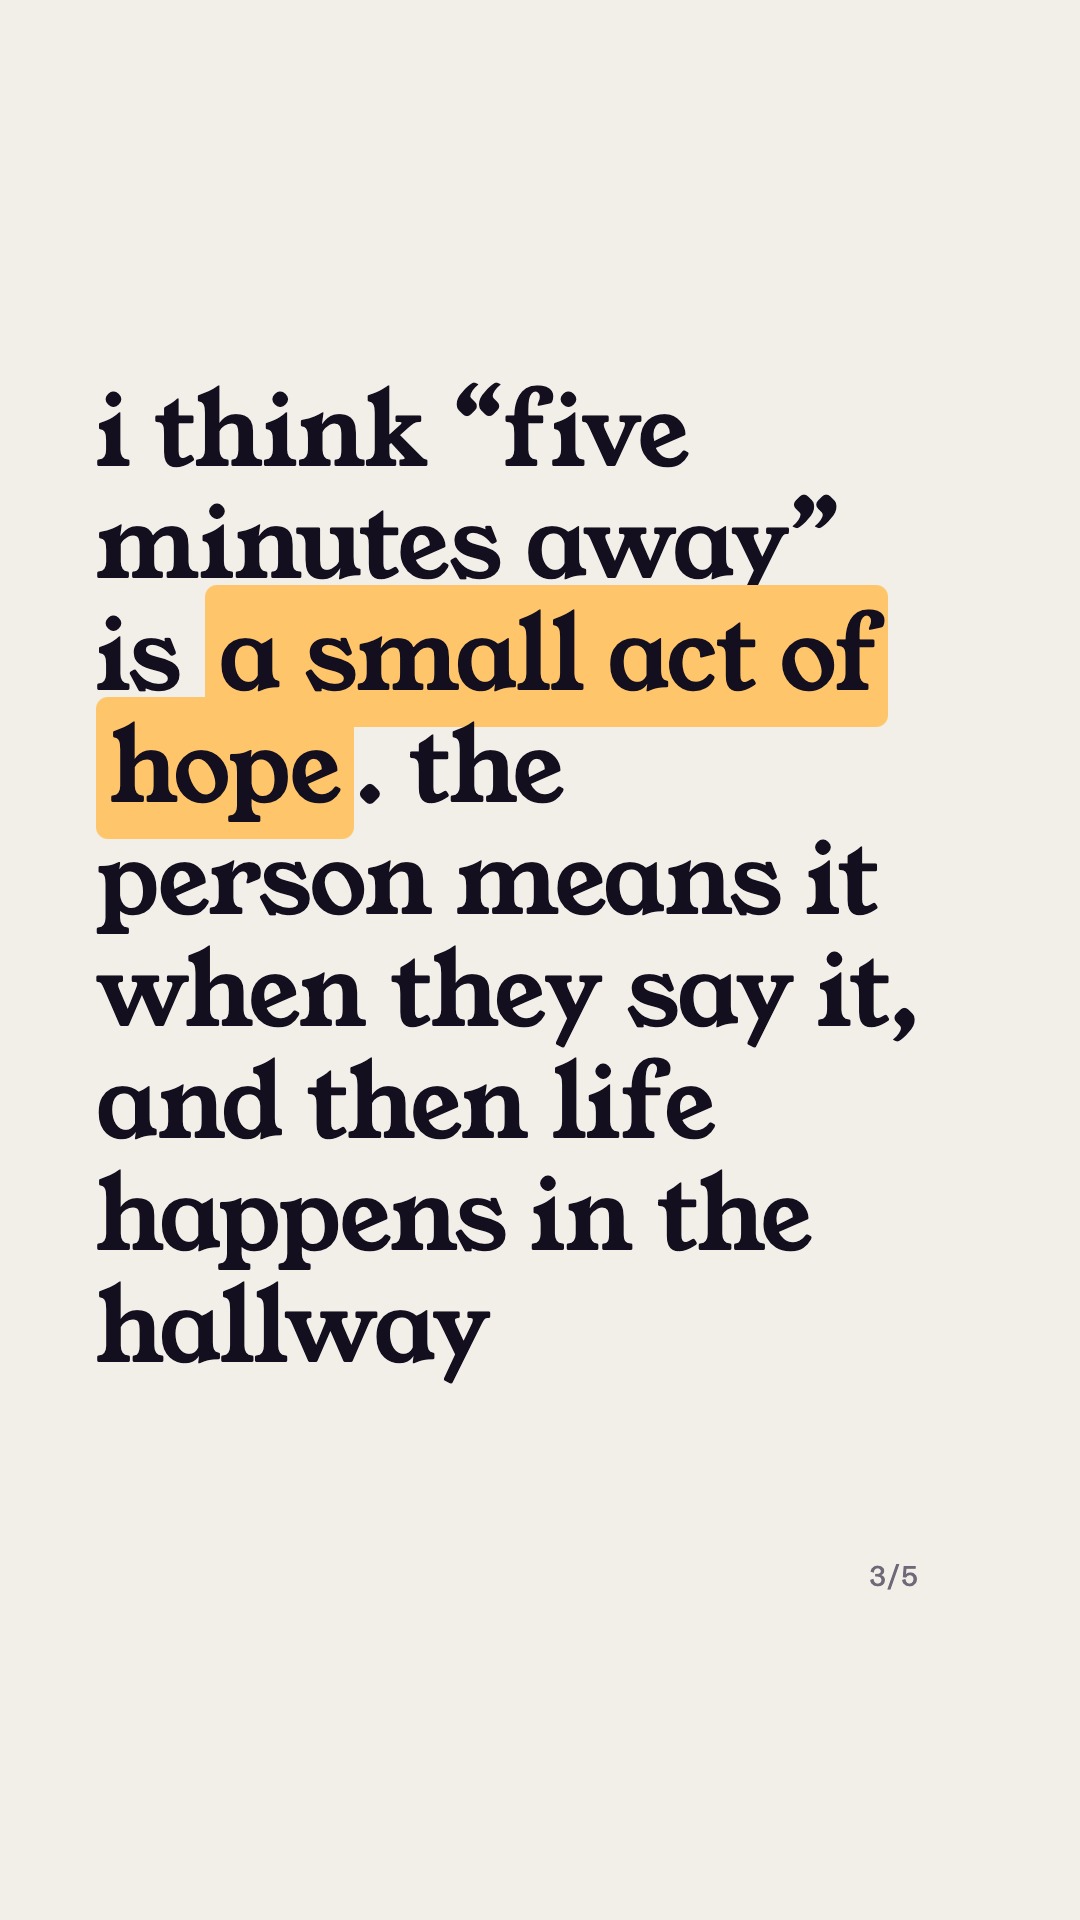 i think “five
minutes away”
is a small act of
hope. the
person means it
when they say it,
and then life
happens in the
hallway
3/5